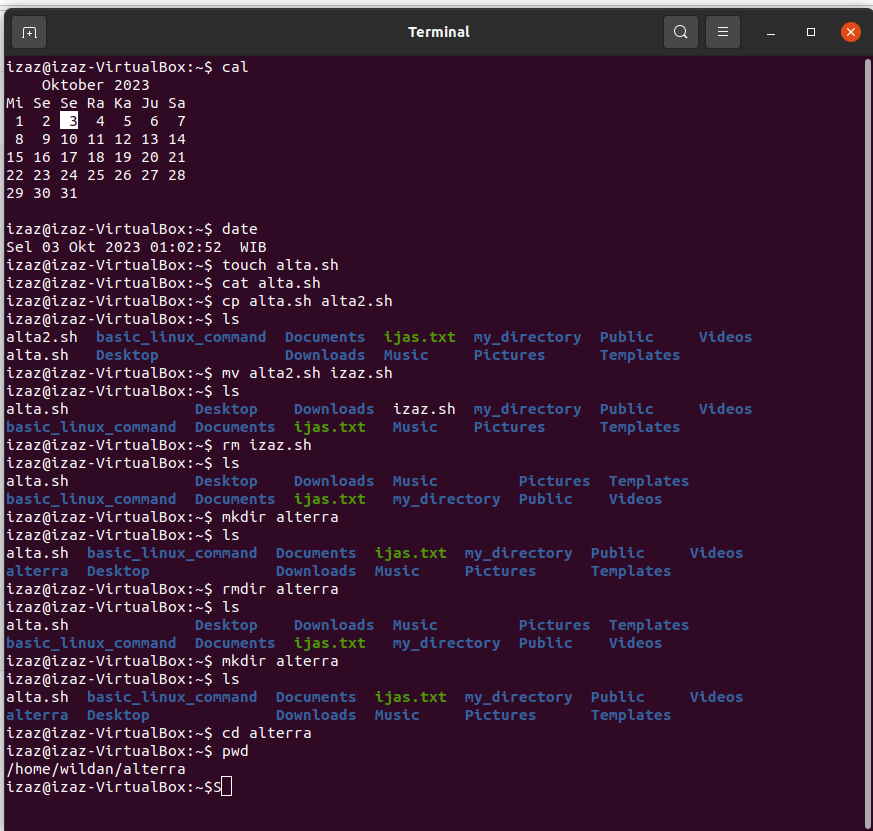 Terminal
izaz@izaz-VirtualBox:~$ cal
    Oktober 2023
Mi Se Se Ra Ka Ju Sa
 1  2  3  4  5  6  7
 8  9 10 11 12 13 14
15 16 17 18 19 20 21
22 23 24 25 26 27 28
29 30 31
izaz@izaz-VirtualBox:~$ date
Sel 03 Okt 2023 01:02:52  WIB
izaz@izaz-VirtualBox:~$ touch alta.sh
izaz@izaz-VirtualBox:~$ cat alta.sh
izaz@izaz-VirtualBox:~$ cp alta.sh alta2.sh
izaz@izaz-VirtualBox:~$ ls
alta2.sh  basic_linux_command  Documents  ijas.txt  my_directory  Public     Videos
alta.sh   Desktop              Downloads  Music     Pictures      Templates
izaz@izaz-VirtualBox:~$ mv alta2.sh izaz.sh
izaz@izaz-VirtualBox:~$ ls
alta.sh              Desktop    Downloads  izaz.sh  my_directory  Public     Videos
basic_linux_command  Documents  ijas.txt   Music    Pictures      Templates
izaz@izaz-VirtualBox:~$ rm izaz.sh
izaz@izaz-VirtualBox:~$ ls
alta.sh              Desktop    Downloads  Music         Pictures  Templates
basic_linux_command  Documents  ijas.txt   my_directory  Public    Videos
izaz@izaz-VirtualBox:~$ mkdir alterra
izaz@izaz-VirtualBox:~$ ls
alta.sh  basic_linux_command  Documents  ijas.txt  my_directory  Public     Videos
alterra  Desktop              Downloads  Music     Pictures      Templates
izaz@izaz-VirtualBox:~$ rmdir alterra
izaz@izaz-VirtualBox:~$ ls
alta.sh              Desktop    Downloads  Music         Pictures  Templates
basic_linux_command  Documents  ijas.txt   my_directory  Public    Videos
izaz@izaz-VirtualBox:~$ mkdir alterra
izaz@izaz-VirtualBox:~$ ls
alta.sh  basic_linux_command  Documents  ijas.txt  my_directory  Public     Videos
alterra  Desktop              Downloads  Music     Pictures      Templates
izaz@izaz-VirtualBox:~$ cd alterra
izaz@izaz-VirtualBox:~$ pwd
/home/wildan/alterra
izaz@izaz-VirtualBox:~$S